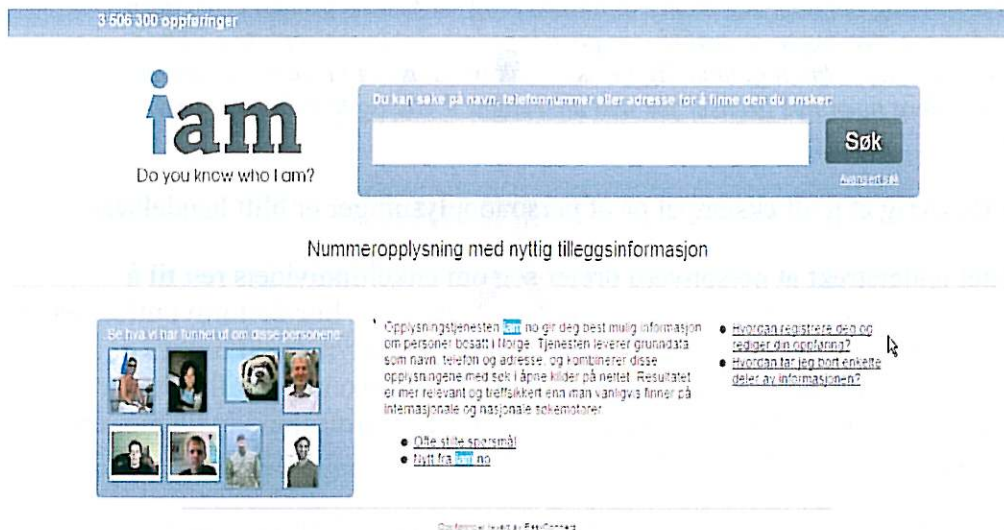 3 506 300 oppføringer
Du kan søke på navn, telefonnummer eller adresse for å finne den du ønsker:
iam
Søk
Do you know who I am?
Avansert søk
Nummeropplysning med nyttig tilleggsinformasjon
Se hva vi har funnet ut om disse personene:
Opplysningstjenesten iam.no gir deg best mulig informasjon
om personer bosatt i Norge. Tjenesten leverer grunndata
som navn, telefon og adresse, og kombinerer disse
opplysningene med søk i åpne kilder på nettet. Resultatet
er mer relevant og treffsikkert enn man vanligvis finner på
internasjonale og nasjonale søkemotorer.
Ofte stilte spørsmål
Nytt fra iam.no
Hvordan registrere deg og
rediger din oppføring?
Hvordan tar jeg bort enkelte
deler av informasjonen?